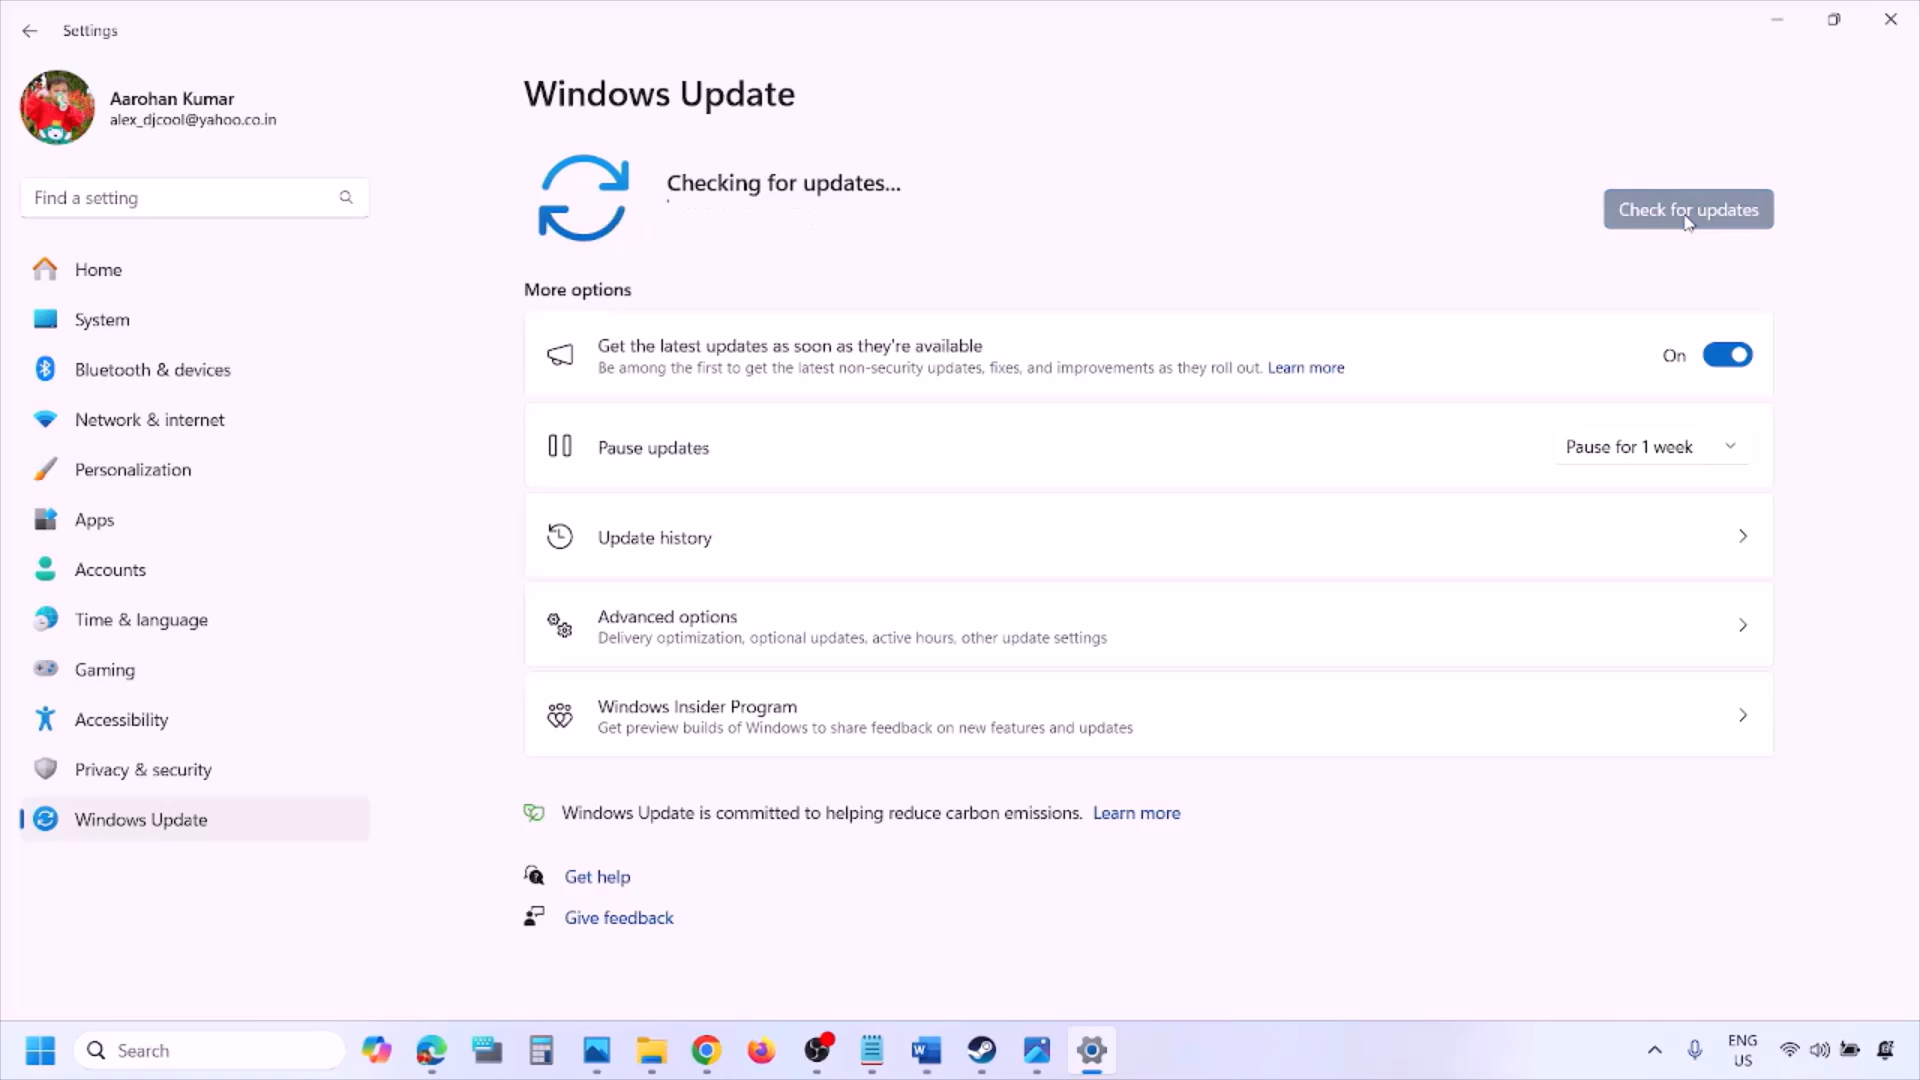 Settings
Aarohan Kumar
alex_djcool@yahoo.co.in
Find a setting
Home
System
Bluetooth & devices
Network & internet
Personalization
Apps
Accounts
Time & language
Gaming
Accessibility
Privacy & security
Windows Update
Windows Update
Checking for updates...
Check for updates
More options
Get the latest updates as soon as they're available
Be among the first to get the latest non-security updates, fixes, and improvements as they roll out. Learn more
On
Pause updates
Pause for 1 week
Update history
Advanced options
Delivery optimization, optional updates, active hours, other update settings
Windows Insider Program
Get preview builds of Windows to share feedback on new features and updates
Windows Update is committed to helping reduce carbon emissions. Learn more
Get help
Give feedback
Search
ENG
US